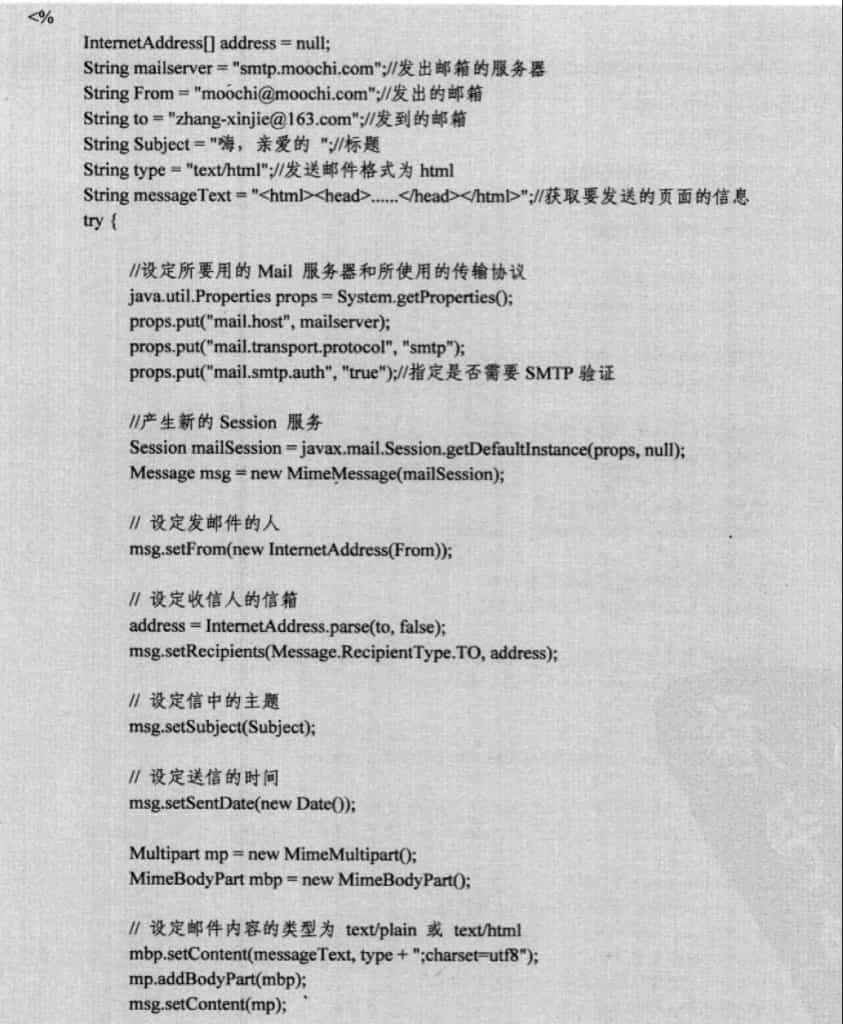 <%
InternetAddress[] address = null;
String mailserver = "smtp.moochi.com";//发出邮箱的服务器
String From = "moochi@moochi.com";//发出的邮箱
String to = "zhang-xinjie@163.com";//发到的邮箱
String Subject = "嗨，亲爱的 ";//标题
String type = "text/html";//发送邮件格式为 html
String messageText = "<html><head>......</head></html>";//获取要发送的页面的信息
try {
//设定所要用的 Mail 服务器和所使用的传输协议
java.util.Properties props = System.getProperties();
props.put("mail.host", mailserver);
props.put("mail.transport.protocol", "smtp");
props.put("mail.smtp.auth", "true");//指定是否需要 SMTP 验证
//产生新的 Session 服务
Session mailSession = javax.mail.Session.getDefaultInstance(props, null);
Message msg = new MimeMessage(mailSession);
// 设定发邮件的人
msg.setFrom(new InternetAddress(From));
// 设定收信人的信箱
address = InternetAddress.parse(to, false);
msg.setRecipients(Message.RecipientType.TO, address);
// 设定信中的主题
msg.setSubject(Subject);
// 设定送信的时间
msg.setSentDate(new Date());
Multipart mp = new MimeMultipart();
MimeBodyPart mbp = new MimeBodyPart();
// 设定邮件内容的类型为 text/plain 或 text/html
mbp.setContent(messageText, type + ";charset=utf8");
mp.addBodyPart(mbp);
msg.setContent(mp);